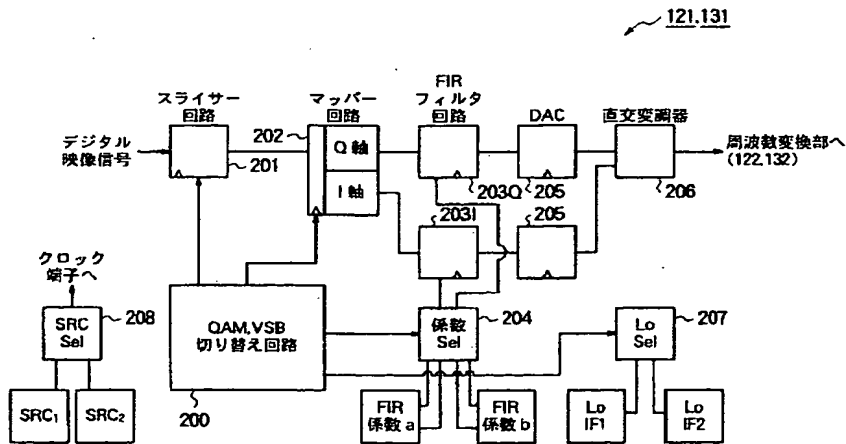 121,131
スライサー
回路
マッパー
回路
FIR
フィルタ
回路
DAC
直交変調器
デジタル
映像信号
201
202
Q 軸
I 軸
203Q
205
206
周波数変換部へ
(122,132)
203I
205
クロック
端子へ
SRC
Sel
208
QAM,VSB
切り替え回路
200
係数
Sel
204
Lo
Sel
207
SRC1
SRC2
FIR
係数 a
FIR
係数 b
Lo
IF1
Lo
IF2